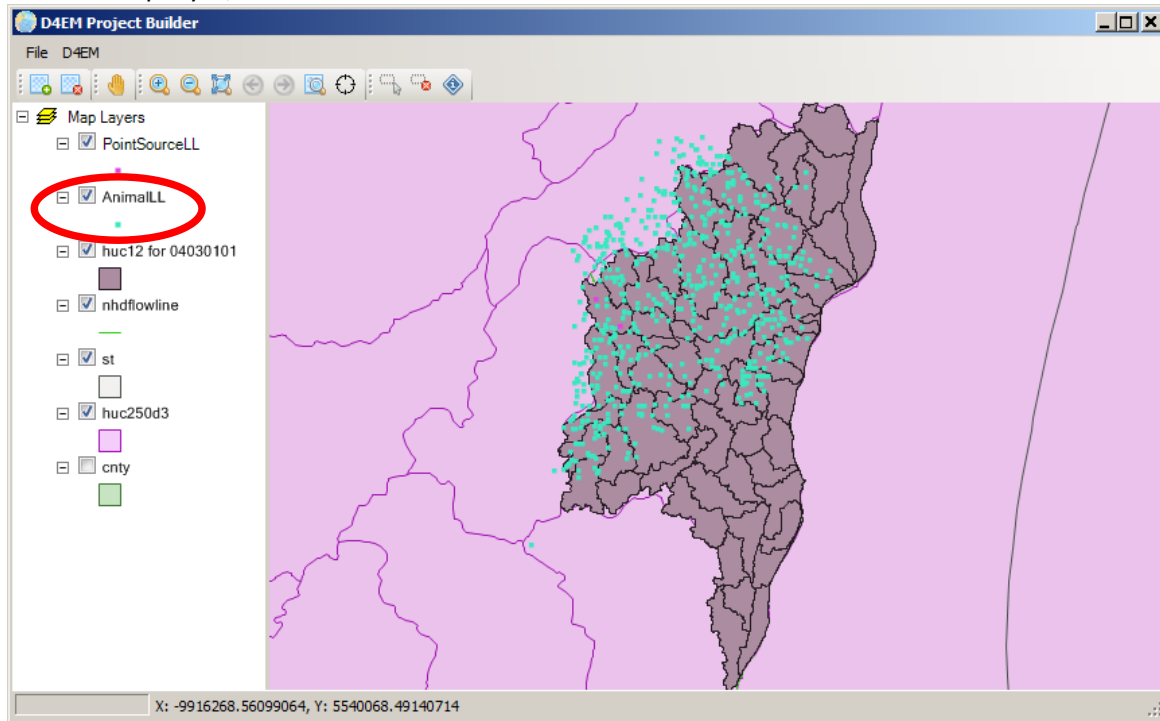 D4EM Project Builder
File D4EM
Map Layers
PointSourceLL
AnimalLL
huc12 for 04030101
nhdflowline
st
huc250d3
cnty
X: -9916268.56099064, Y: 5540068.49140714